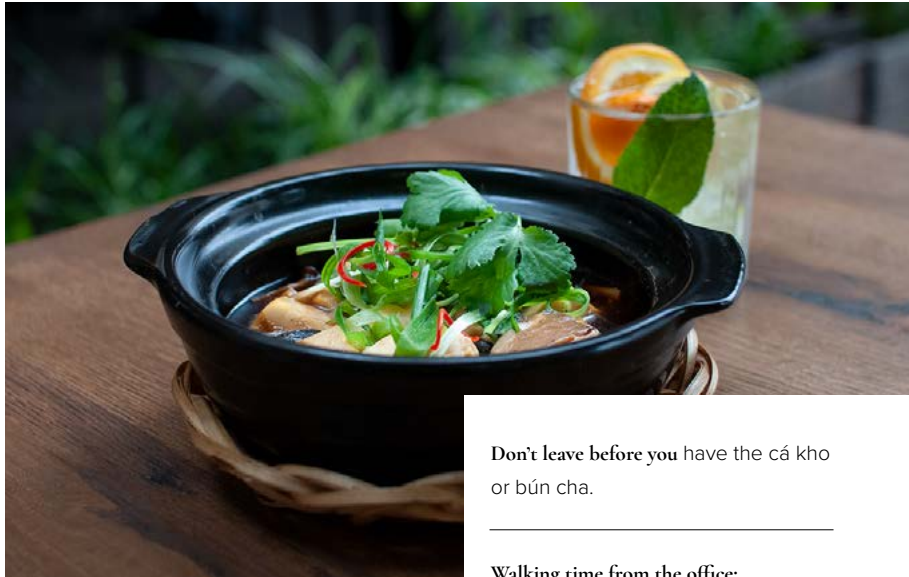 Don’t leave before you have the cá kho
or bún cha.
Walking time from the office: